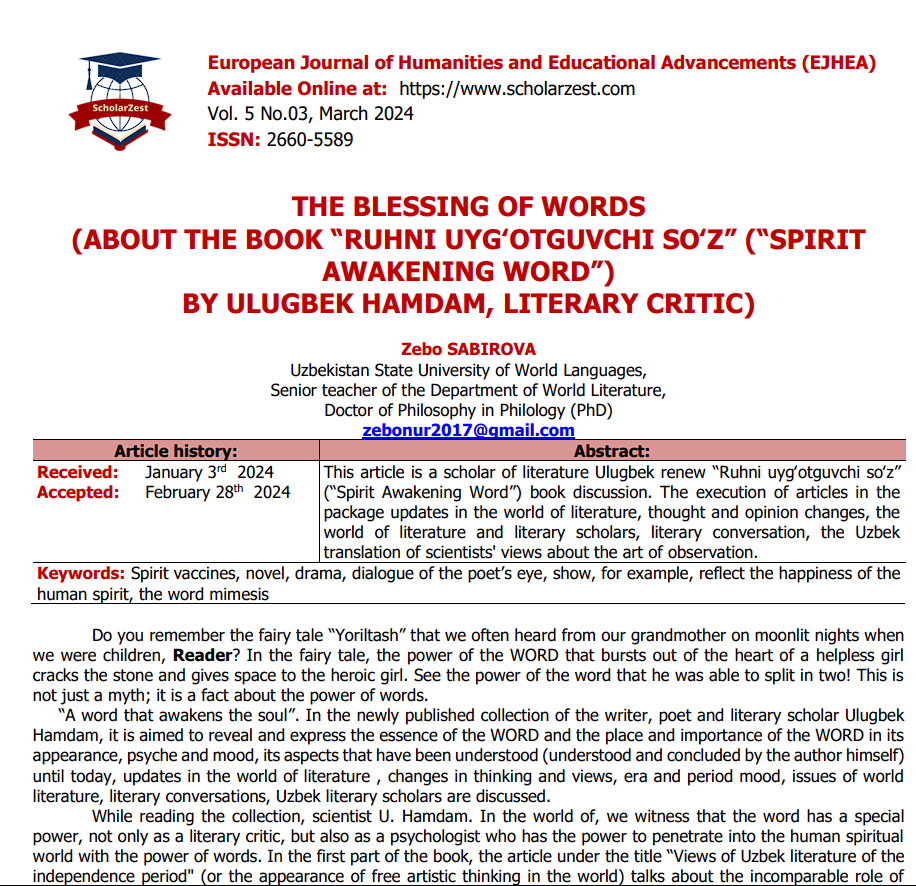 ScholarZest
European Journal of Humanities and Educational Advancements (EJHEA)
Available Online at: https://www.scholarzest.com
Vol. 5 No.03, March 2024
ISSN: 2660-5589
THE BLESSING OF WORDS
(ABOUT THE BOOK “RUHNI UYG‘OTGUVCHI SO‘Z” (“SPIRIT
AWAKENING WORD”)
BY ULUGBEK HAMDAM, LITERARY CRITIC)
Zebo SABIROVA
Uzbekistan State University of World Languages,
Senior teacher of the Department of World Literature,
Doctor of Philosophy in Philology (PhD)
zebonur2017@gmail.com
Article history:
Received: January 3rd 2024
Accepted: February 28th 2024
Abstract:
This article is a scholar of literature Ulugbek renew “Ruhni uyg‘otguvchi so‘z”
(“Spirit Awakening Word”) book discussion. The execution of articles in the
package updates in the world of literature, thought and opinion changes, the
world of literature and literary scholars, literary conversation, the Uzbek
translation of scientists' views about the art of observation.
Keywords: Spirit vaccines, novel, drama, dialogue of the poet’s eye, show, for example, reflect the happiness of the
human spirit, the word mimesis
Do you remember the fairy tale “Yoriltash” that we often heard from our grandmother on moonlit nights when
we were children, Reader? In the fairy tale, the power of the WORD that bursts out of the heart of a helpless girl
cracks the stone and gives space to the heroic girl. See the power of the word that he was able to split in two! This is
not just a myth; it is a fact about the power of words.
“A word that awakens the soul”. In the newly published collection of the writer, poet and literary scholar Ulugbek
Hamdam, it is aimed to reveal and express the essence of the WORD and the place and importance of the WORD in its
appearance, psyche and mood, its aspects that have been understood (understood and concluded by the author himself)
until today, updates in the world of literature , changes in thinking and views, era and period mood, issues of world
literature, literary conversations, Uzbek literary scholars are discussed.
While reading the collection, scientist U. Hamdam. In the world of, we witness that the word has a special
power, not only as a literary critic, but also as a psychologist who has the power to penetrate into the human spiritual
world with the power of words. In the first part of the book, the article under the title “Views of Uzbek literature of the
independence period" (or the appearance of free artistic thinking in the world) talks about the incomparable role of